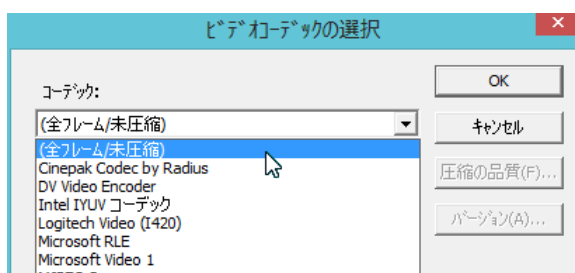 ビデオコーデックの選択
コーデック:
OK
(全フレーム/未圧縮)
キャンセル
(全フレーム/未圧縮)
Cinepak Codec by Radius
圧縮の品質(F)...
DV Video Encoder
Intel IYUV コーデック
Logitech Video (I420)
バージョン(A)...
Microsoft RLE
Microsoft Video 1